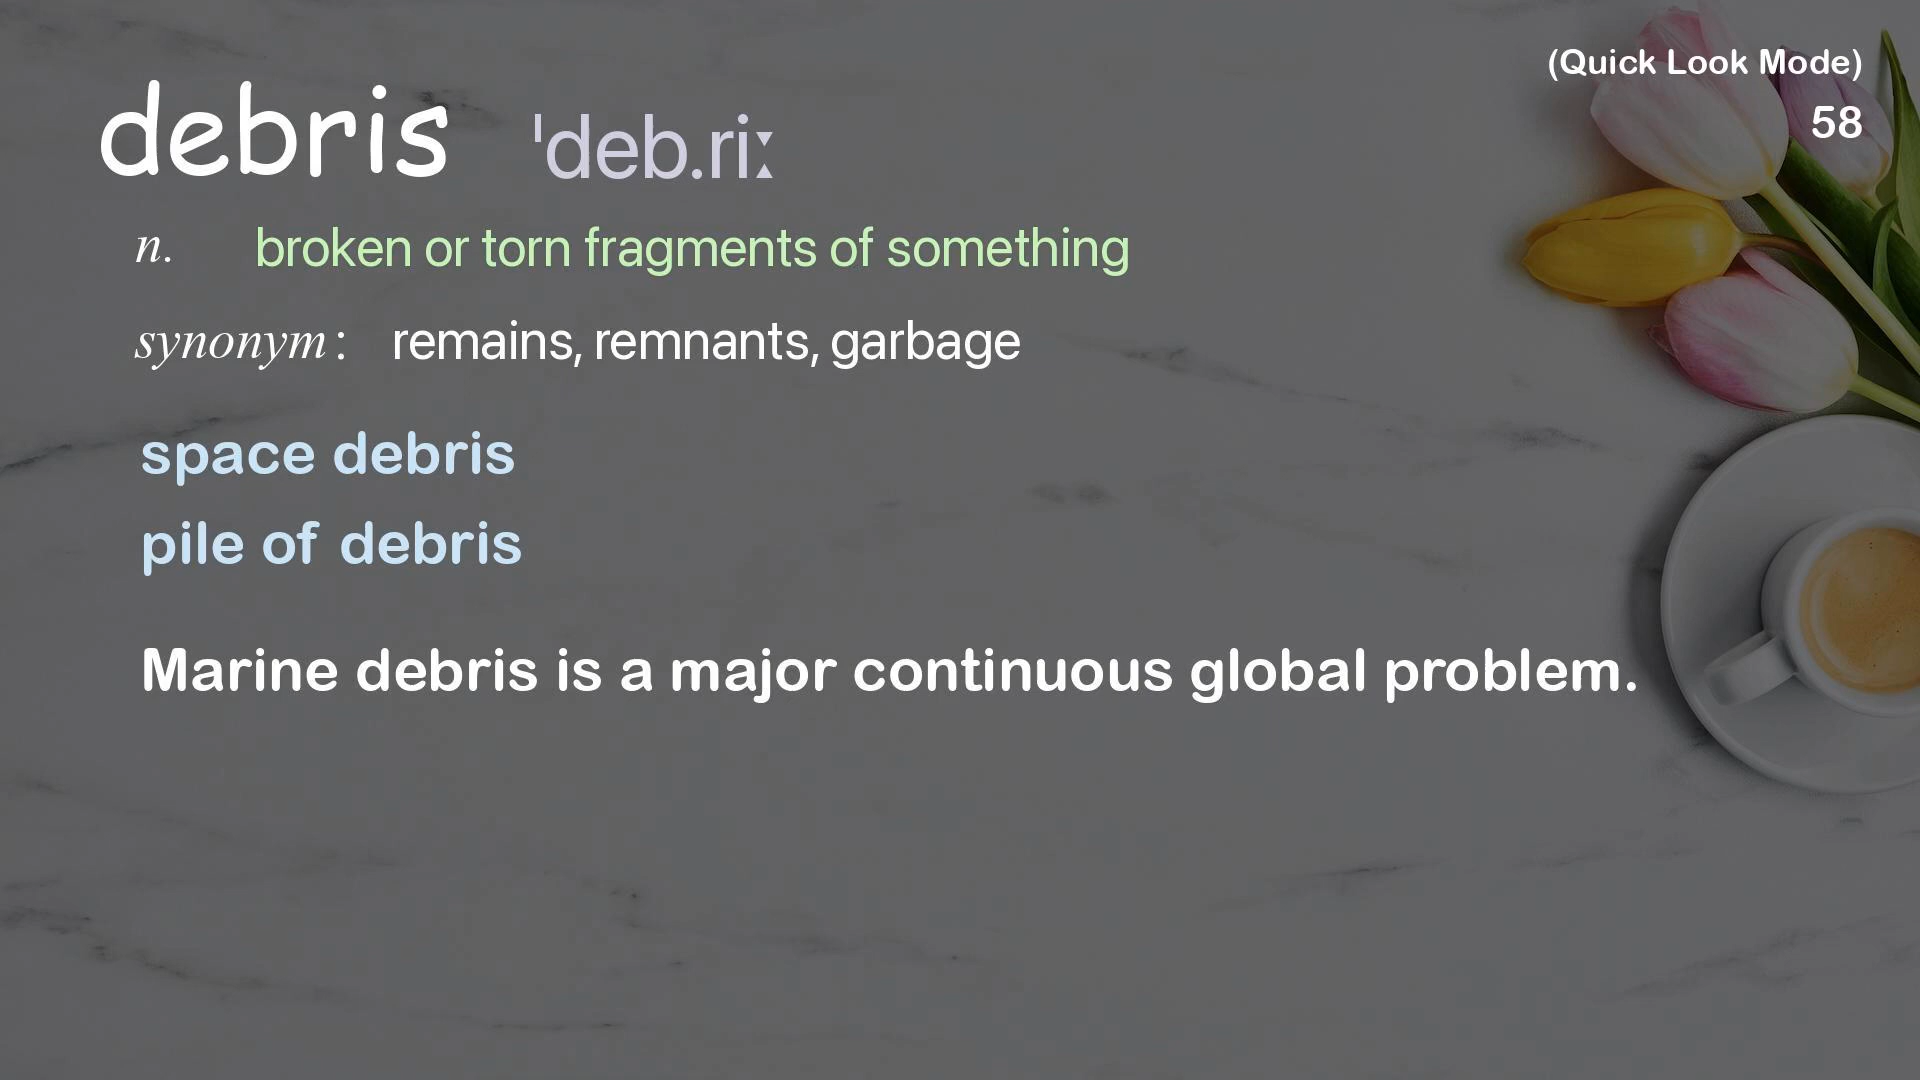 (Quick Look Mode)
58
debris ˈdeb.riː
n. broken or torn fragments of something
synonym: remains, remnants, garbage
space debris
pile of debris
Marine debris is a major continuous global problem.